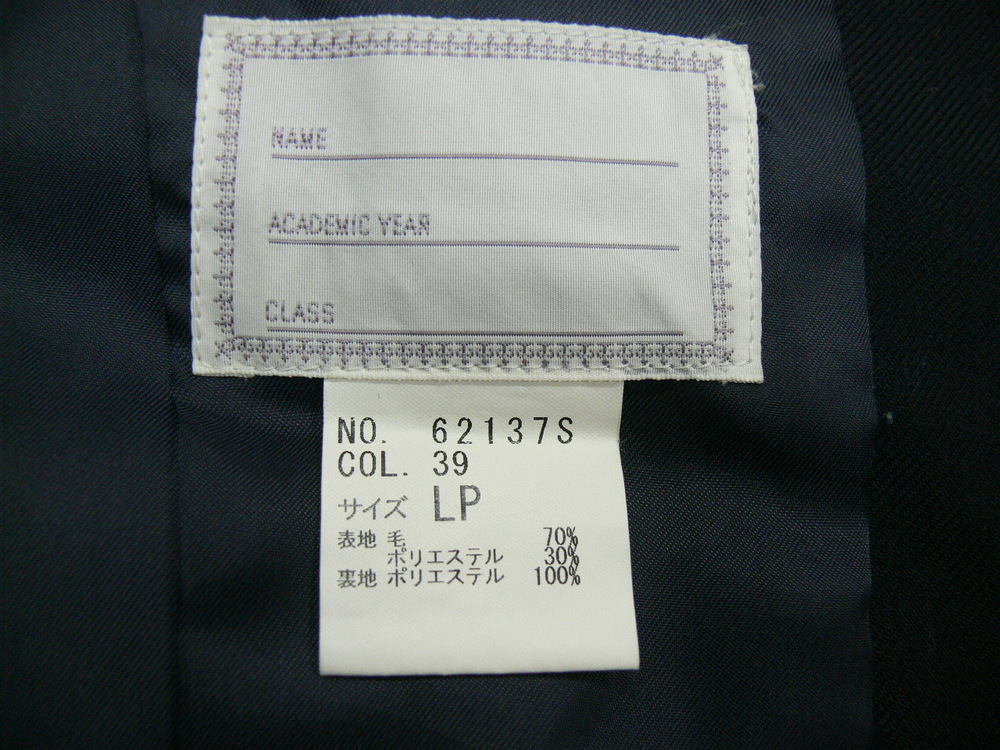 NAME
ACADEMIC YEAR
CLASS
NO. 62137S
COL. 39
サイズ LP
表地 毛 70%
ポリエステル 30%
裏地 ポリエステル 100%